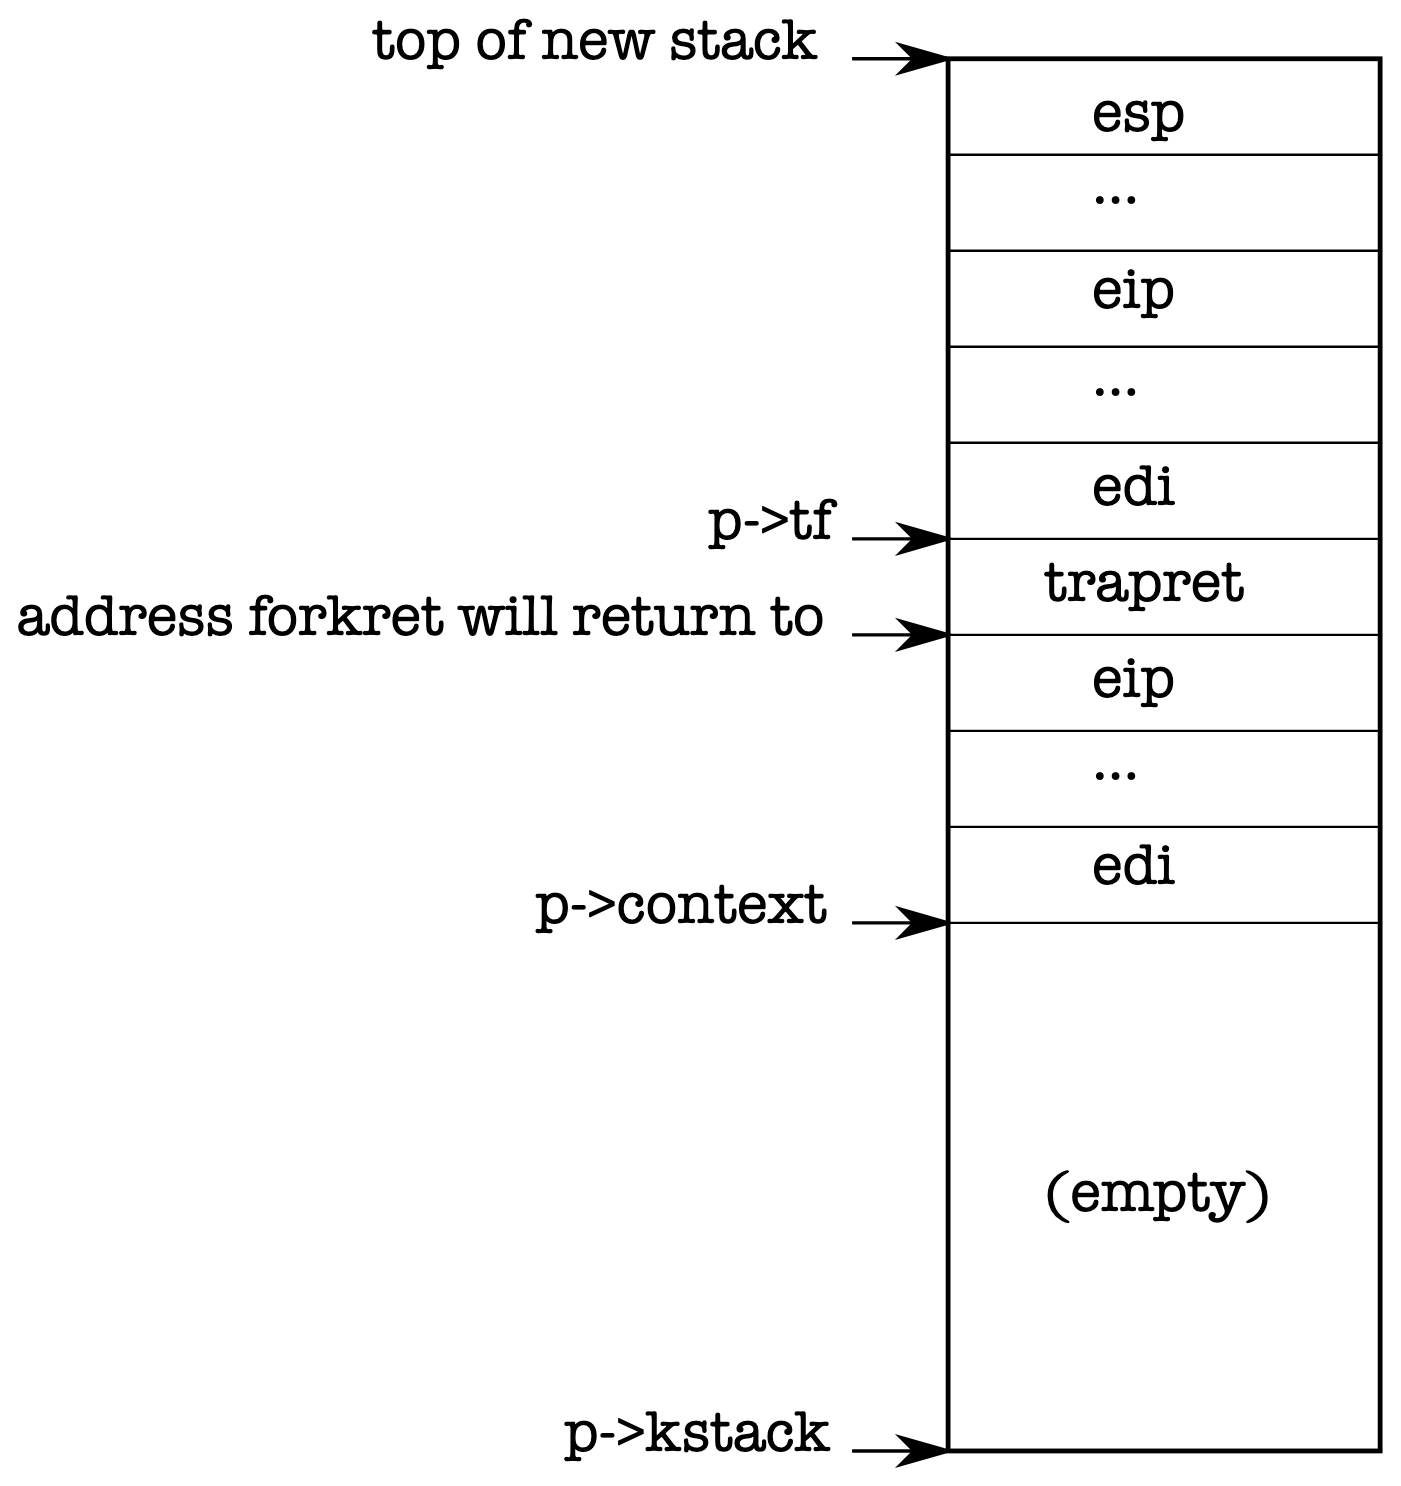 top of new stack
esp
...
eip
...
edi
p->tf
trapret
address forkret will return to
eip
...
edi
p->context
(empty)
p->kstack